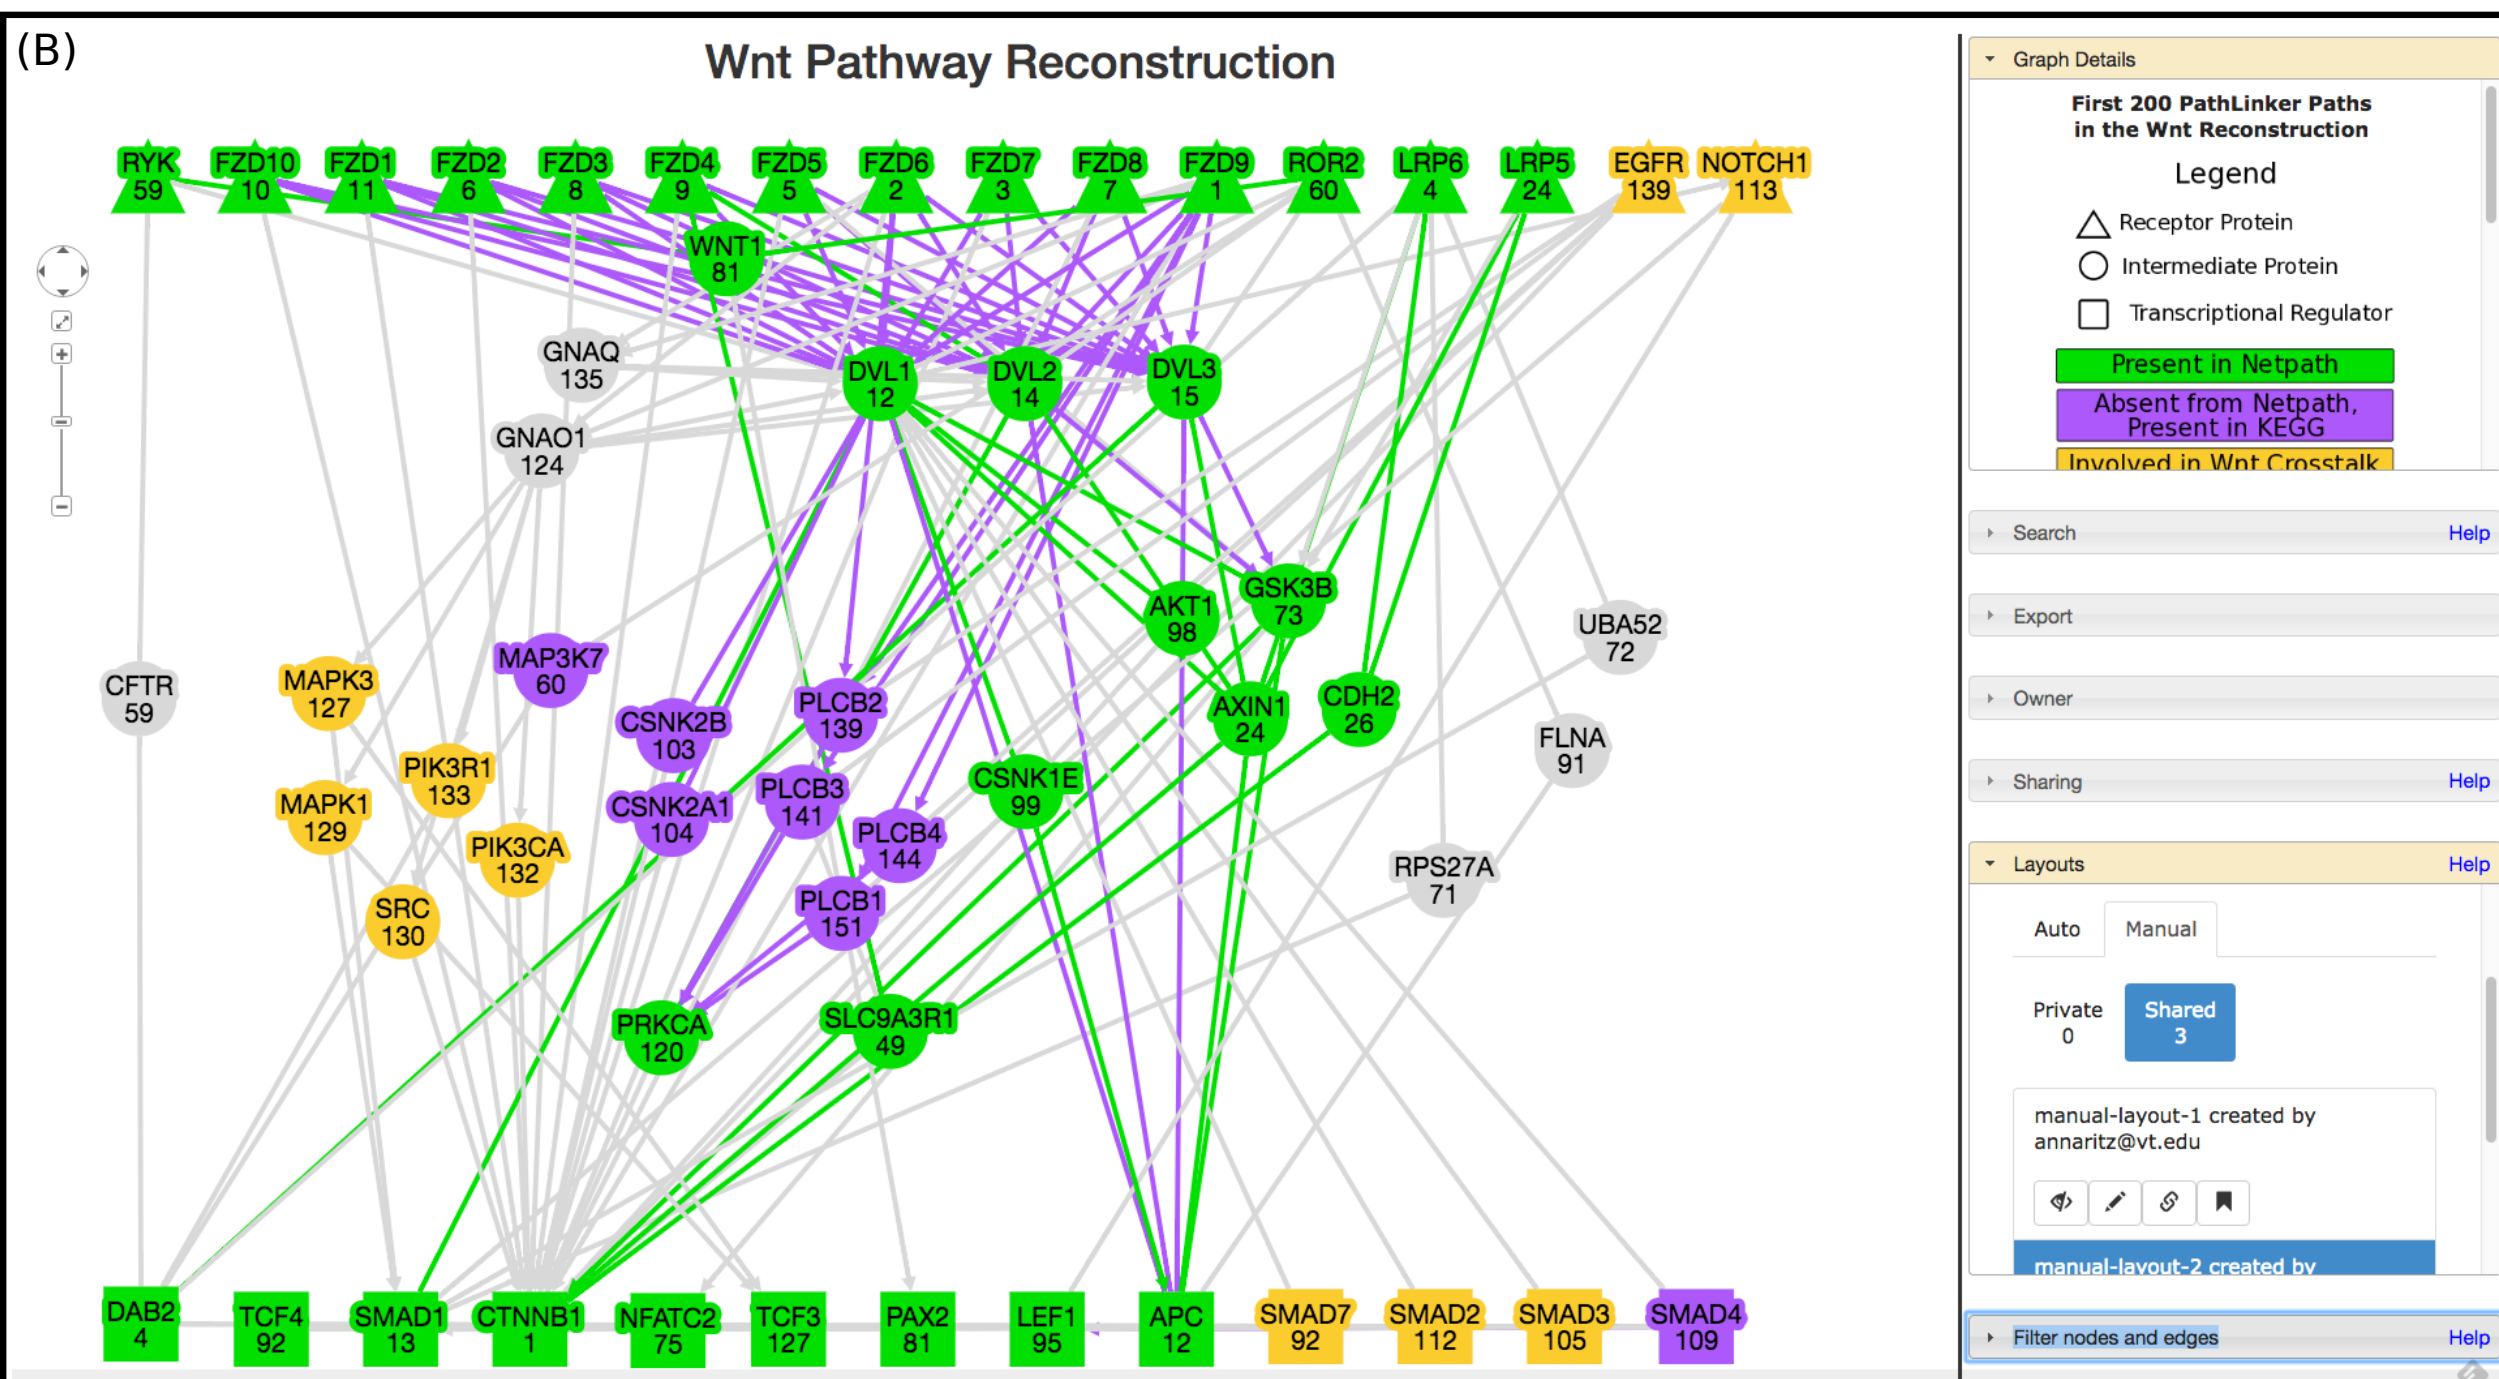 (B)
Wnt Pathway Reconstruction
RYK
59
FZD10
10
FZD1
11
FZD2
6
FZD3
8
FZD4
9
FZD5
5
FZD6
2
FZD7
3
FZD8
7
FZD9
1
ROR2
60
LRP6
4
LRP5
24
EGFR
139
NOTCH1
113
WNT1
81
GNAQ
135
DVL1
12
DVL2
14
DVL3
15
GNAO1
124
GSK3B
73
AKT1
98
UBA52
72
MAP3K7
60
CFTR
59
MAPK3
127
CSNK2B
103
PLCB2
139
AXIN1
24
CDH2
26
FLNA
91
PIK3R1
133
CSNK1E
99
MAPK1
129
CSNK2A1
104
PLCB3
141
PLCB4
144
PIK3CA
132
RPS27A
71
SRC
130
PLCB1
151
PRKCA
120
SLC9A3R1
49
DAB2
4
TCF4
92
SMAD1
13
CTNNB1
1
NFATC2
75
TCF3
127
PAX2
81
LEF1
95
APC
12
SMAD7
92
SMAD2
112
SMAD3
105
SMAD4
109
Graph Details
First 200 PathLinker Paths
in the Wnt Reconstruction
Legend
Receptor Protein
Intermediate Protein
Transcriptional Regulator
Present in Netpath
Absent from Netpath,
Present in KEGG
Involved in Wnt Crosstalk
Search Help
Export
Owner
Sharing Help
Layouts Help
Auto Manual
Private Shared
0 3
manual-layout-1 created by
annaritz@vt.edu
manual-layout-2 created by
Filter nodes and edges Help